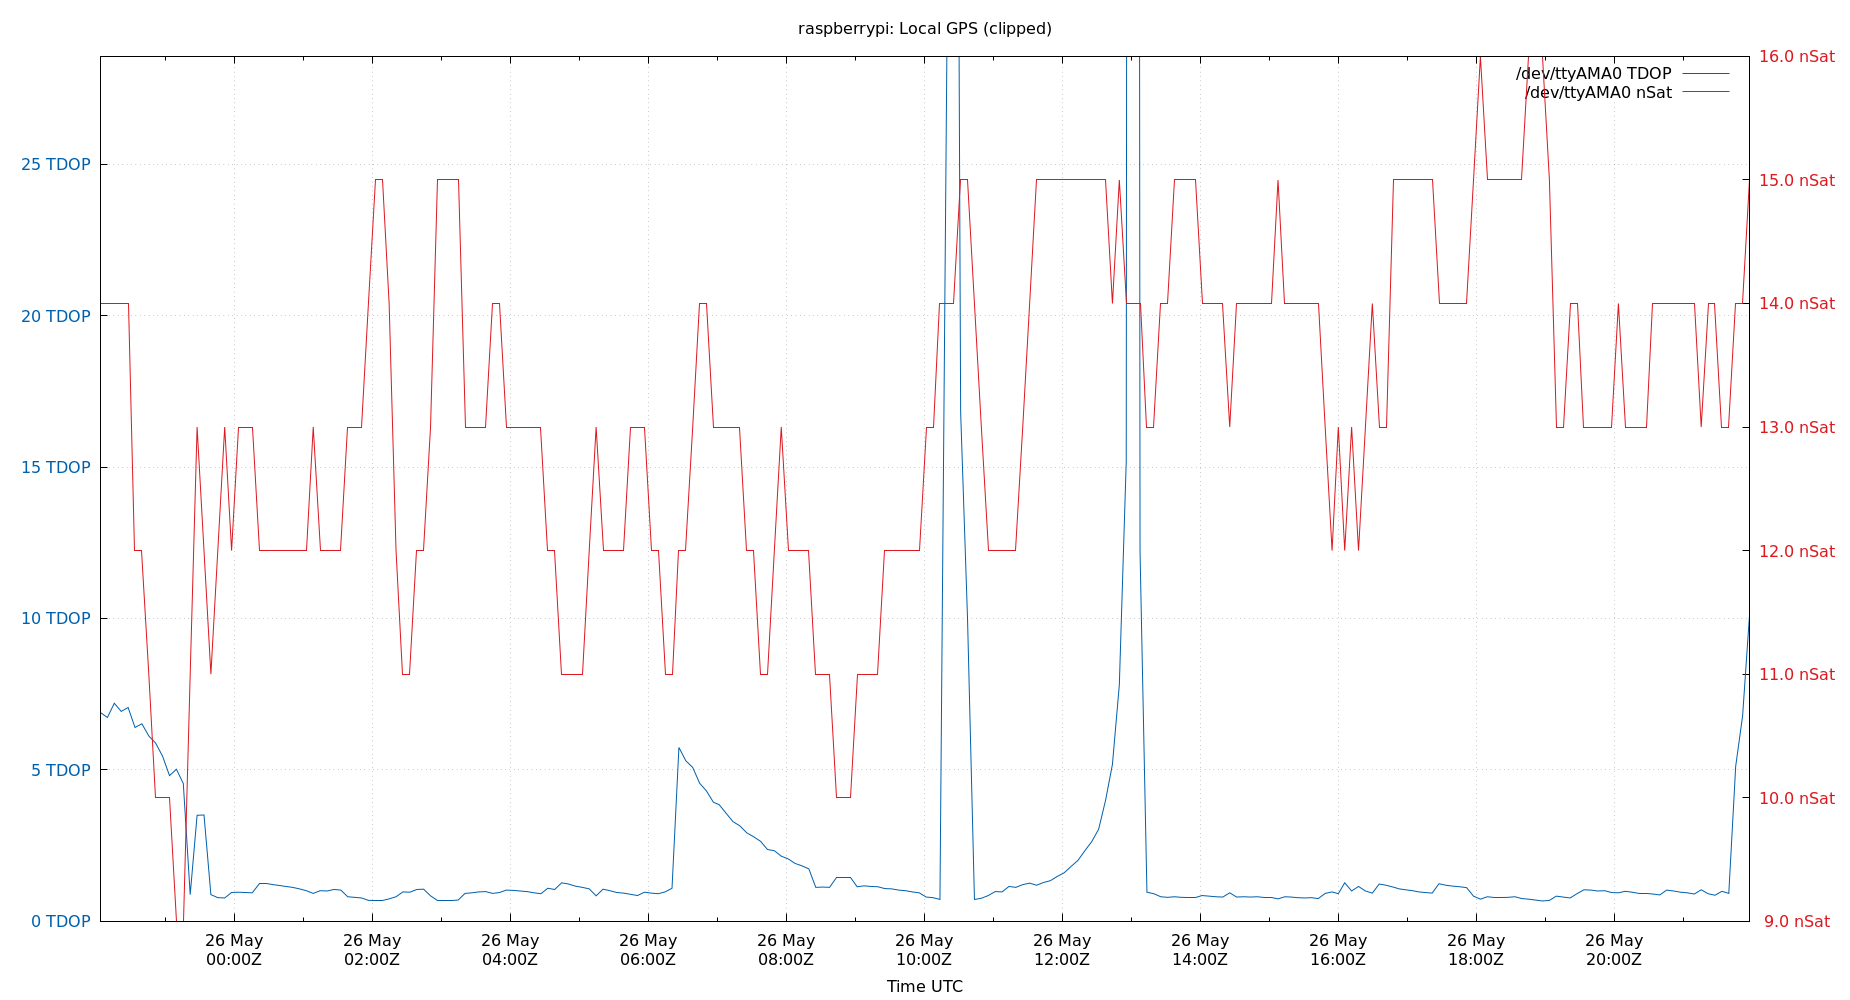 raspberrypi: Local GPS (clipped)
/dev/ttyAMA0 TDOP
/dev/ttyAMA0 nSat
25 TDOP
20 TDOP
15 TDOP
10 TDOP
5 TDOP
0 TDOP
16.0 nSat
15.0 nSat
14.0 nSat
13.0 nSat
12.0 nSat
11.0 nSat
10.0 nSat
9.0 nSat
26 May 26 May 26 May 26 May 26 May 26 May 26 May 26 May 26 May 26 May 26 May
00:00Z 02:00Z 04:00Z 06:00Z 08:00Z 10:00Z 12:00Z 14:00Z 16:00Z 18:00Z 20:00Z
Time UTC